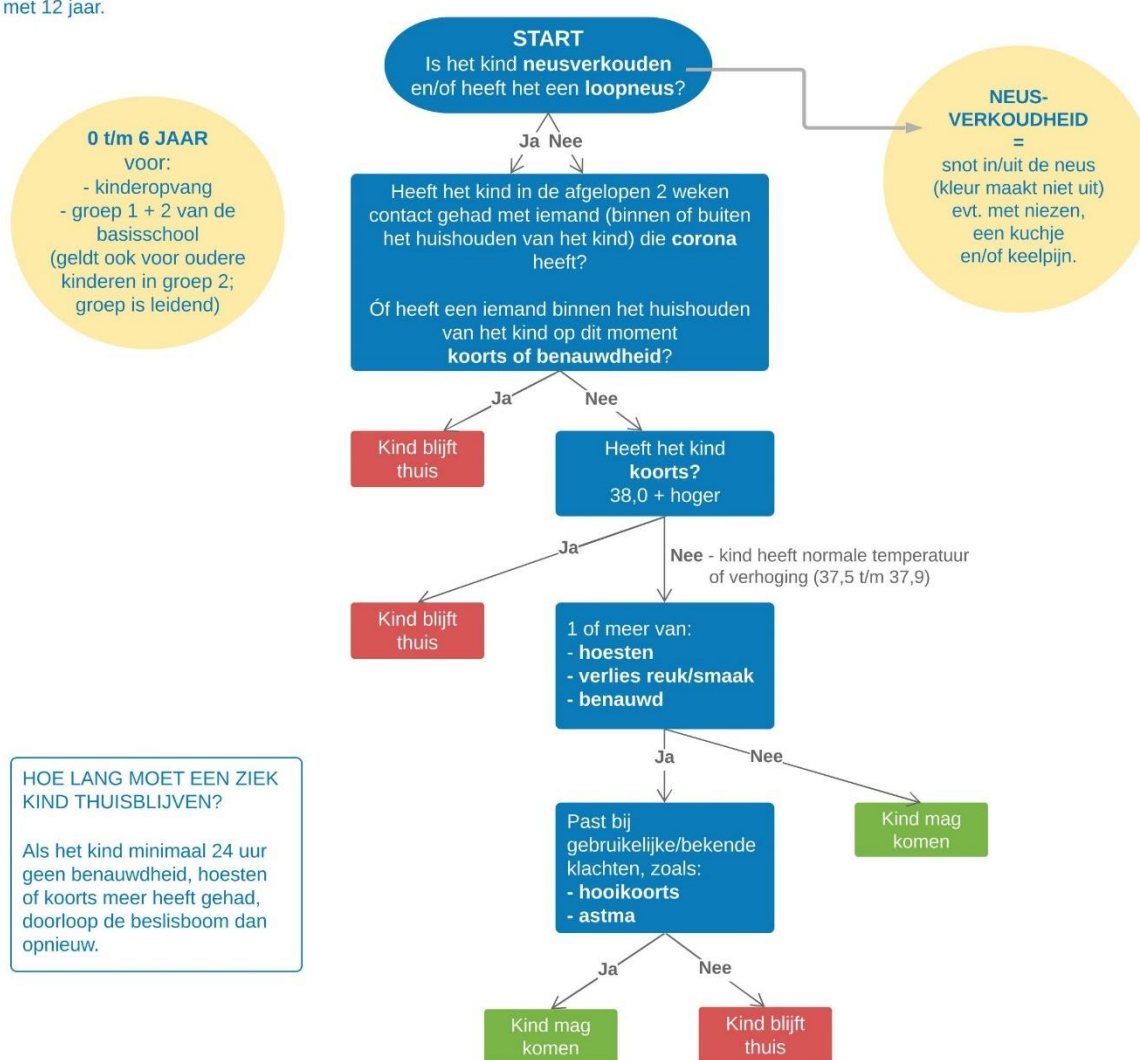 met 12 jaar.
START
Is het kind neusverkouden
en/of heeft het een loopneus?
NEUS-
VERKOUDHEID
=
snot in/uit de neus
(kleur maakt niet uit)
evt. met niezen,
een kuchje
en/of keelpijn.
0 t/m 6 JAAR
voor:
- kinderopvang
- groep 1 + 2 van de
basisschool
(geldt ook voor oudere
kinderen in groep 2;
groep is leidend)
Ja Nee
Heeft het kind in de afgelopen 2 weken
contact gehad met iemand (binnen of buiten
het huishouden van het kind) die corona
heeft?
Óf heeft een iemand binnen het huishouden
van het kind op dit moment
koorts of benauwdheid?
Ja
Nee
Kind blijft
thuis
Heeft het kind
koorts?
38,0 + hoger
Ja
Nee - kind heeft normale temperatuur
of verhoging (37,5 t/m 37,9)
Kind blijft
thuis
1 of meer van:
- hoesten
- verlies reuk/smaak
- benauwd
Ja
Nee
HOE LANG MOET EEN ZIEK
KIND THUISBLIJVEN?
Als het kind minimaal 24 uur
geen benauwdheid, hoesten
of koorts meer heeft gehad,
doorloop de beslisboom dan
opnieuw.
Past bij
gebruikelijke/bekende
klachten, zoals:
- hooikoorts
- astma
Kind mag
komen
Ja
Nee
Kind mag
komen
Kind blijft
thuis